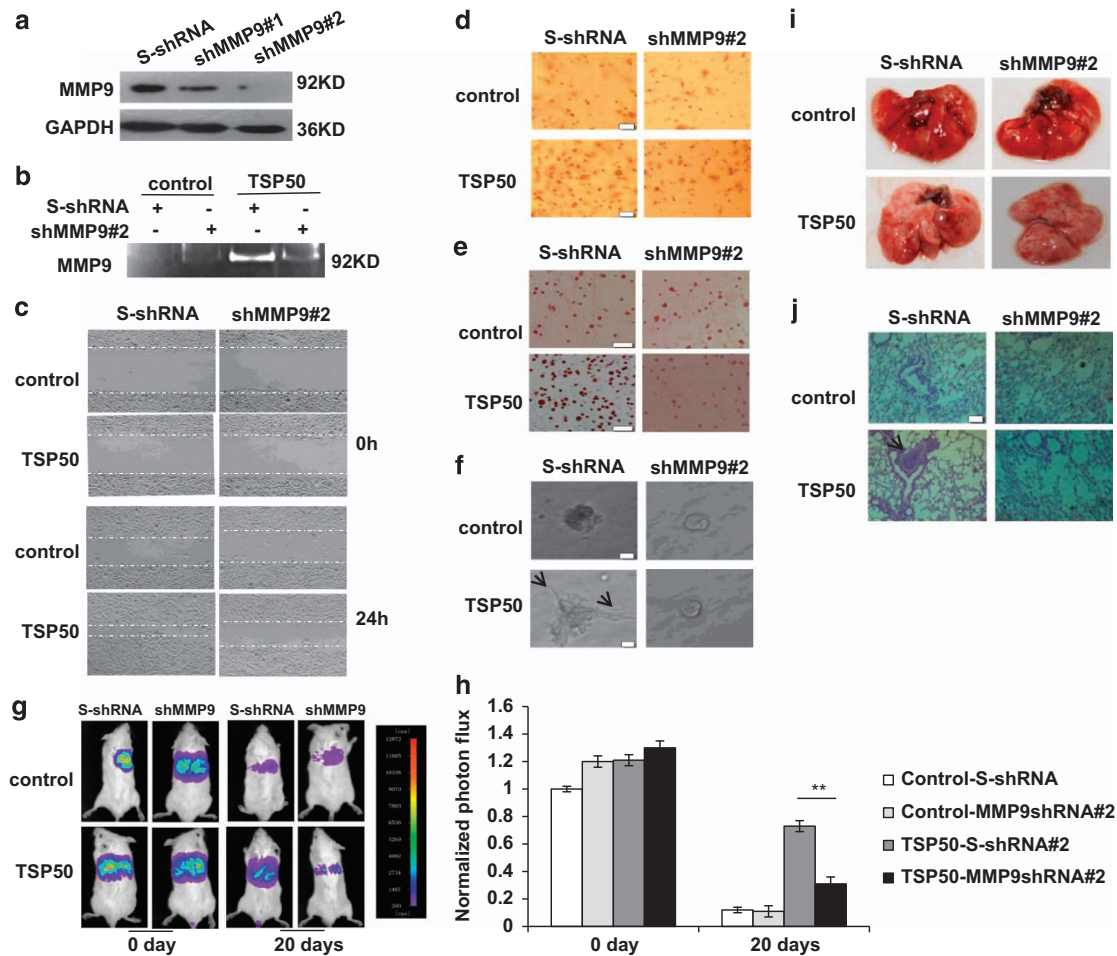 a
S-shRNA shMMP9#1 shMMP9#2
MMP9 92KD
GAPDH 36KD
b
control TSP50
S-shRNA + - + -
shMMP9#2 - + - +
MMP9 92KD
c
S-shRNA shMMP9#2
control
TSP50
0h
control
TSP50
24h
d
S-shRNA shMMP9#2
control
TSP50
e
S-shRNA shMMP9#2
control
TSP50
f
S-shRNA shMMP9#2
control
TSP50
g
S-shRNA shMMP9 S-shRNA shMMP9
control
TSP50
0 day 20 days
h
Normalized photon flux
1.6
1.4
1.2
1
0.8
0.6
0.4
0.2
0
**
0 day 20 days
Control-S-shRNA
Control-MMP9shRNA#2
TSP50-S-shRNA#2
TSP50-MMP9shRNA#2
i
S-shRNA shMMP9#2
control
TSP50
j
S-shRNA shMMP9#2
control
TSP50